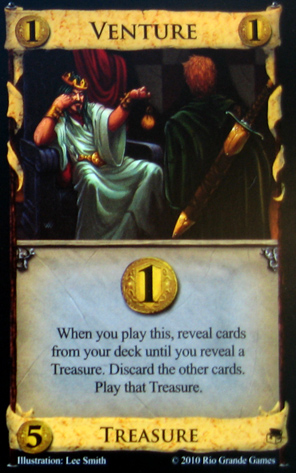 1 VENTURE 1
1
When you play this, reveal cards
from your deck until you reveal a
Treasure. Discard the other cards.
Play that Treasure.
5 TREASURE
Illustration: Lee Smith © 2010 Rio Grande Games